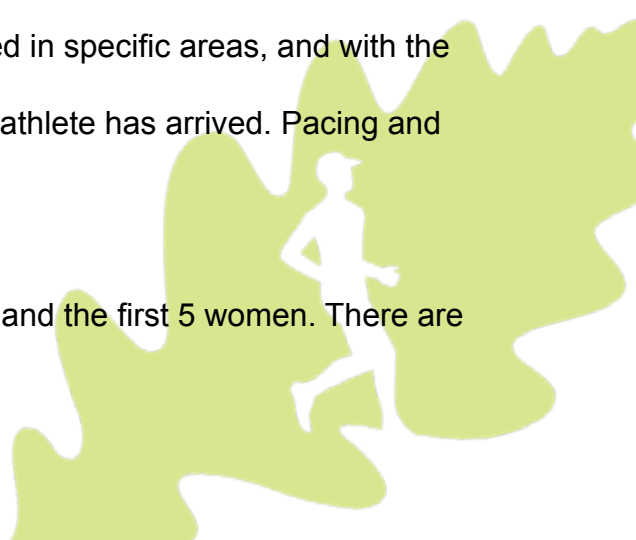 ed in specific areas, and with the
athlete has arrived. Pacing and
and the first 5 women. There are